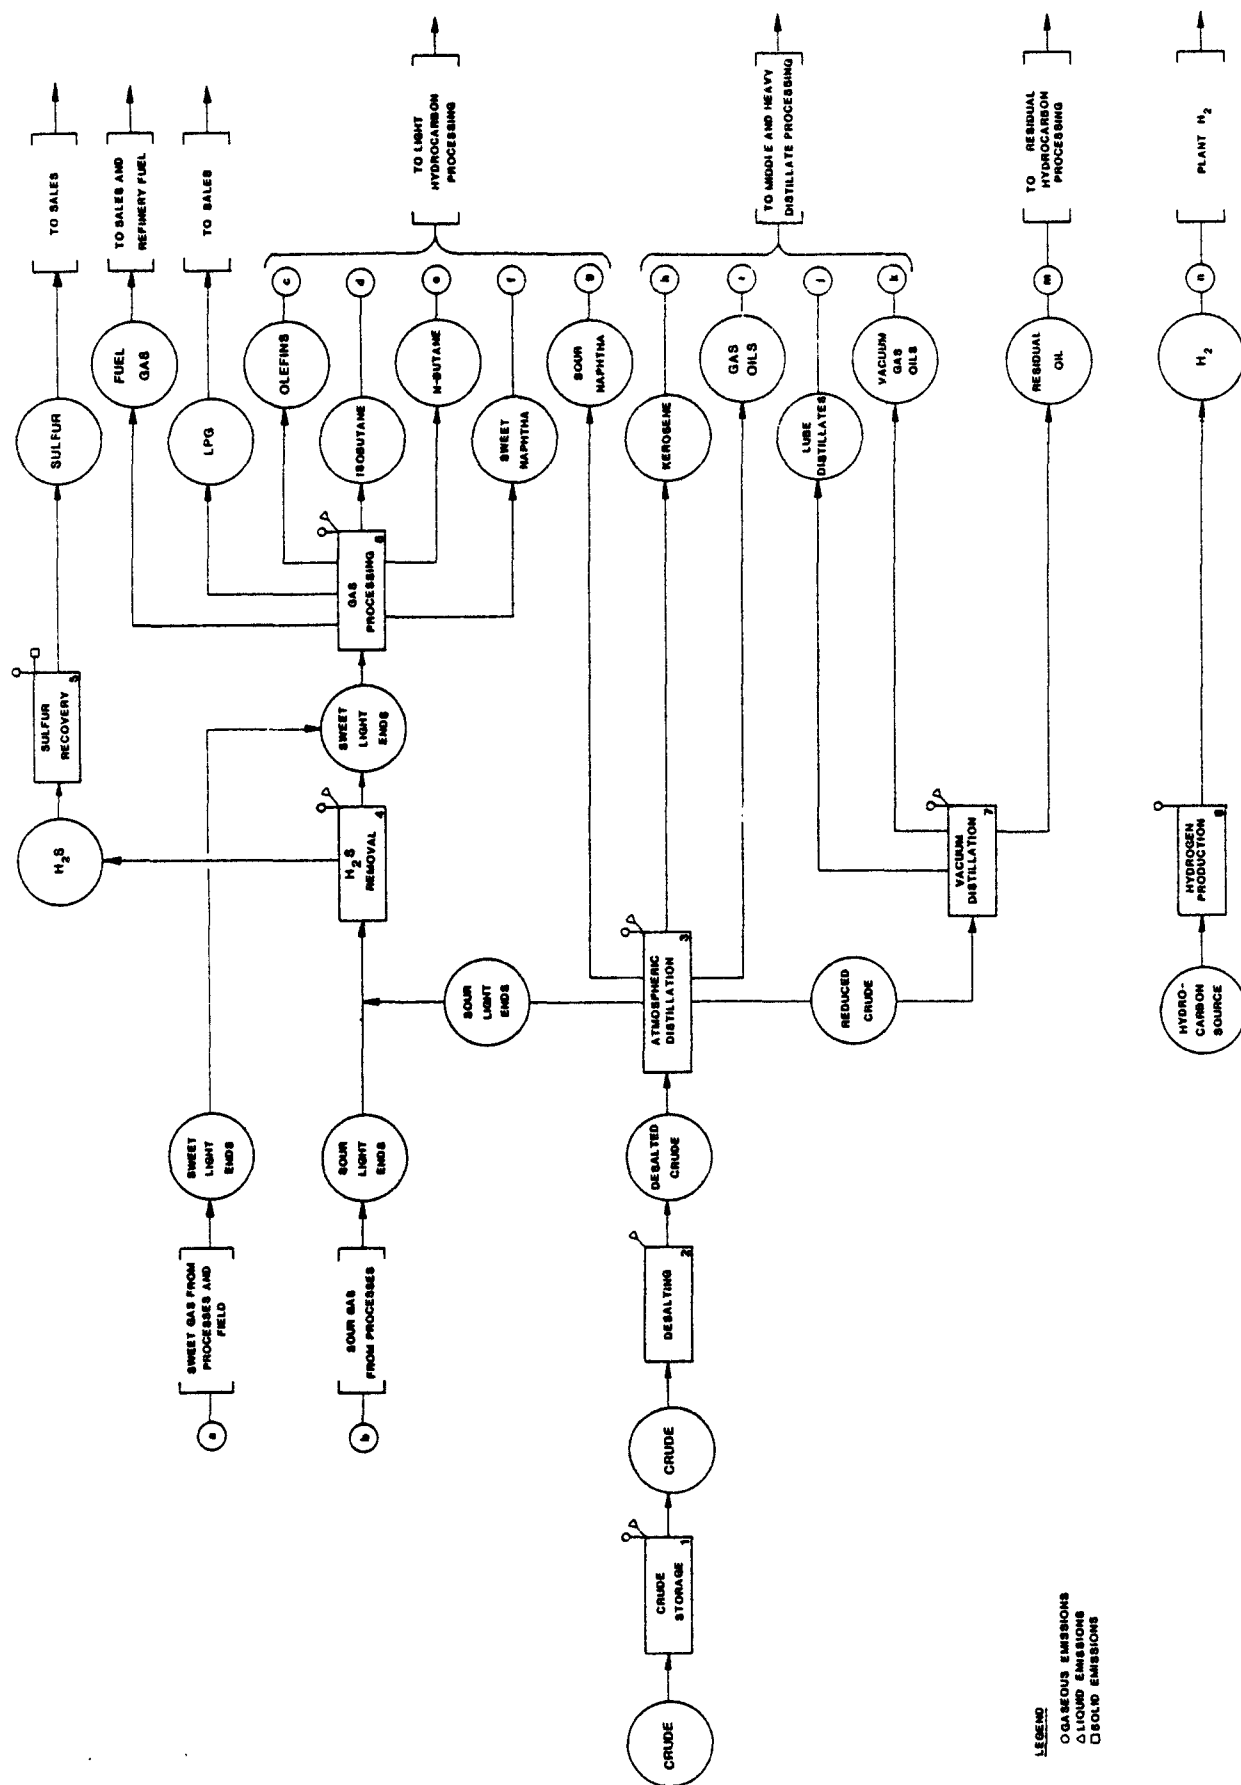 TO SALES
SULFUR
SULFUR
RECOVERY
5
H2S
TO SALES AND
REFINERY FUEL
FUEL
GAS
TO SALES
LPG
SWEET
LIGHT
ENDS
SWEET GAS FROM
PROCESSES AND
FIELD
a
TO LIGHT
HYDROCARBON
PROCESSING
c
OLEFINS
d
ISOBUTANE
e
N-BUTANE
f
SWEET
NAPHTHA
g
SOUR
NAPHTHA
GAS
PROCESSING
6
SWEET
LIGHT
ENDS
H2S
REMOVAL
4
SOUR
LIGHT
ENDS
SOUR GAS
FROM PROCESSES
b
SOUR
LIGHT
ENDS
TO MIDDLE AND HEAVY
DISTILLATE PROCESSING
h
KEROSENE
i
GAS
OILS
j
LUBE
DISTILLATES
k
VACUUM
GAS
OILS
ATMOSPHERIC
DISTILLATION
3
DESALTED
CRUDE
DESALTING
2
CRUDE
CRUDE
STORAGE
1
CRUDE
REDUCED
CRUDE
VACUUM
DISTILLATION
7
TO RESIDUAL
HYDROCARBON
PROCESSING
m
RESIDUAL
OIL
PLANT H2
n
H2
HYDROGEN
PRODUCTION
HYDRO-
CARBON
SOURCE
LEGEND
GASEOUS EMISSIONS
LIQUID EMISSIONS
SOLID EMISSIONS